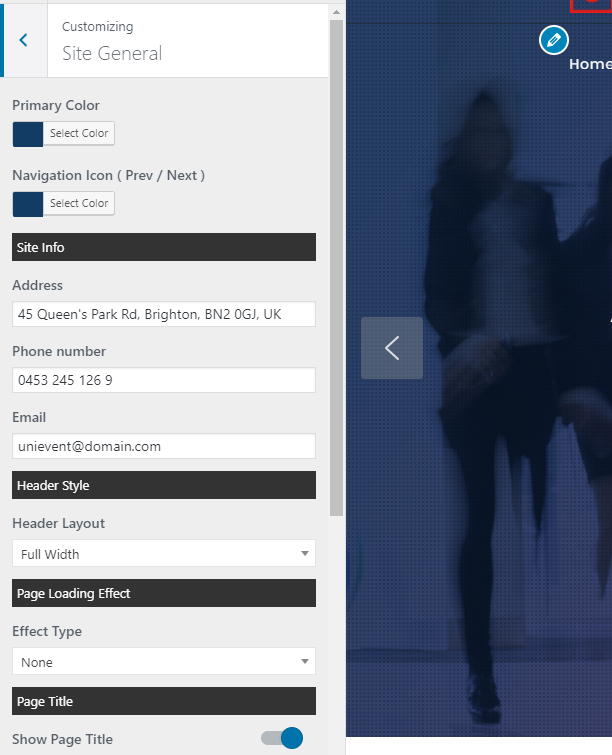 Customizing
Site General
Home
Primary Color
Select Color
Navigation Icon ( Prev / Next )
Select Color
Site Info
Address
45 Queen's Park Rd, Brighton, BN2 0GJ, UK
Phone number
0453 245 126 9
Email
unievent@domain.com
Header Style
Header Layout
Full Width
Page Loading Effect
Effect Type
None
Page Title
Show Page Title